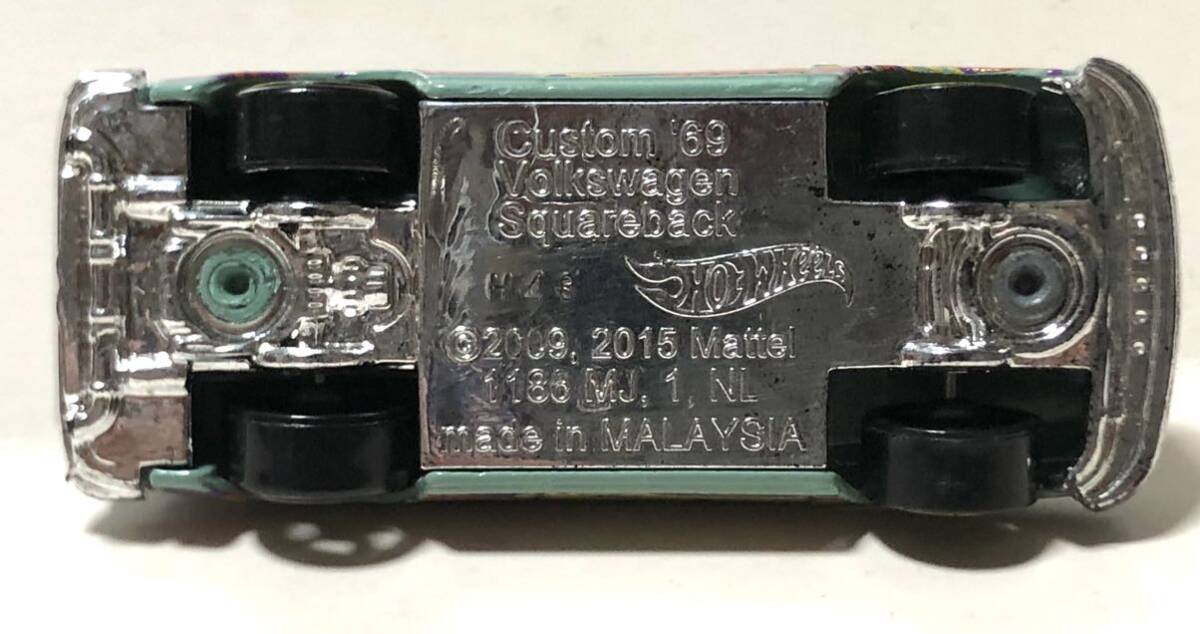 Custom '69
Volkswagen
Squareback
HOT WHEELS
©2009, 2015 Mattel
1186 MJ, 1, NL
made in MALAYSIA